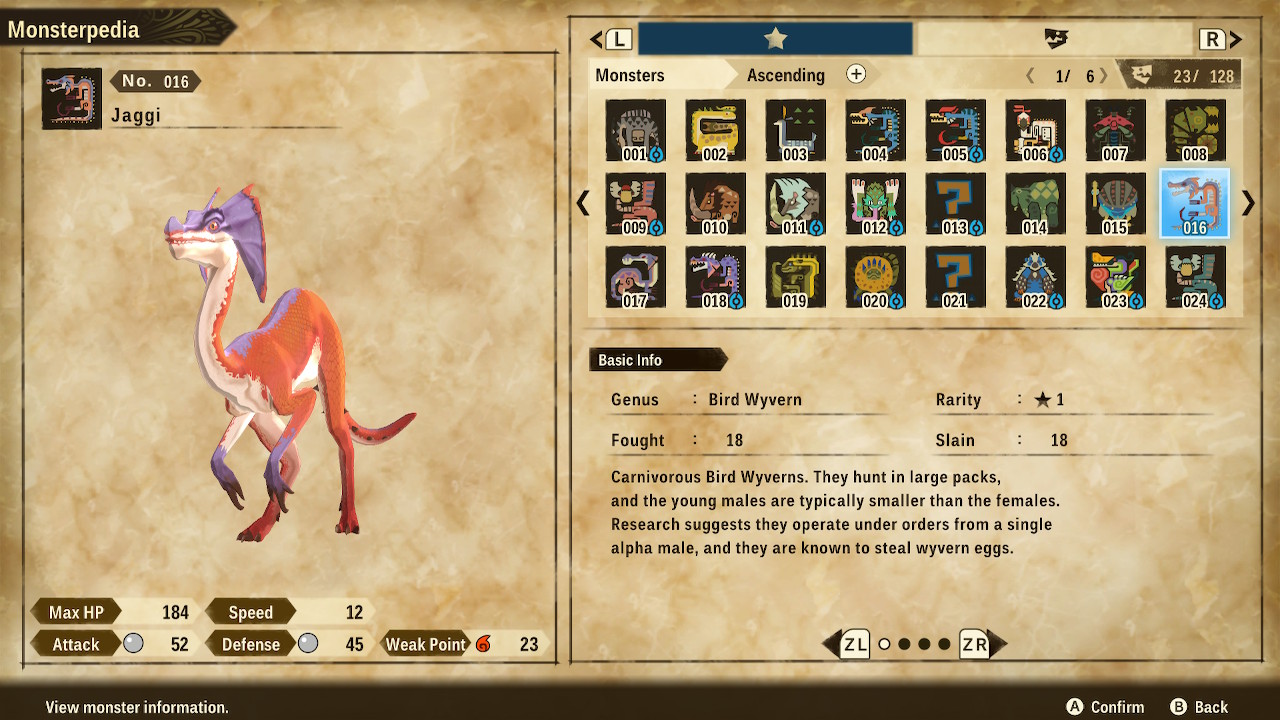 Monsterpedia
No. 016
Jaggi
Max HP 184 Speed 12
Attack 52 Defense 45 Weak Point 23
L R
Monsters Ascending 1/ 6 23/ 128
001 002 003 004 005 006 007 008
009 010 011 012 013 014 015 016
017 018 019 020 021 022 023 024
Basic Info
Genus : Bird Wyvern Rarity : ★ 1
Fought : 18 Slain : 18
Carnivorous Bird Wyverns. They hunt in large packs,
and the young males are typically smaller than the females.
Research suggests they operate under orders from a single
alpha male, and they are known to steal wyvern eggs.
ZL ZR
View monster information.
A Confirm B Back